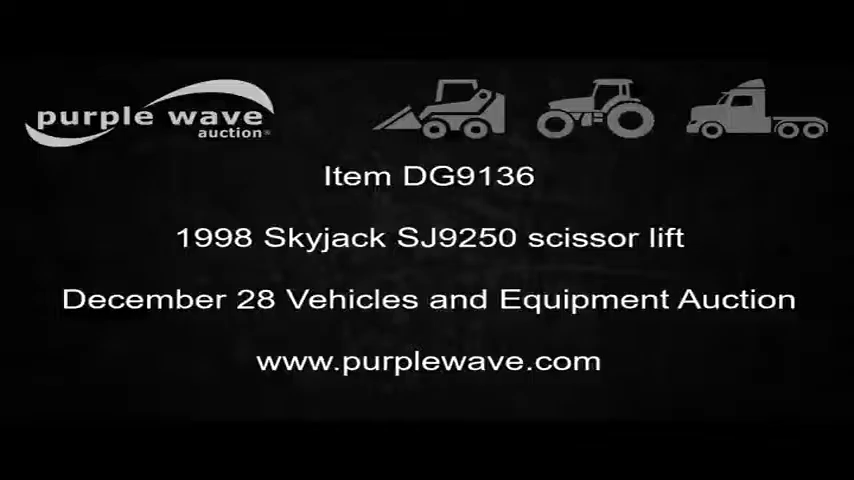 purple wave
auction®
Item DG9136
1998 Skyjack SJ9250 scissor lift
December 28 Vehicles and Equipment Auction
www.purplewave.com